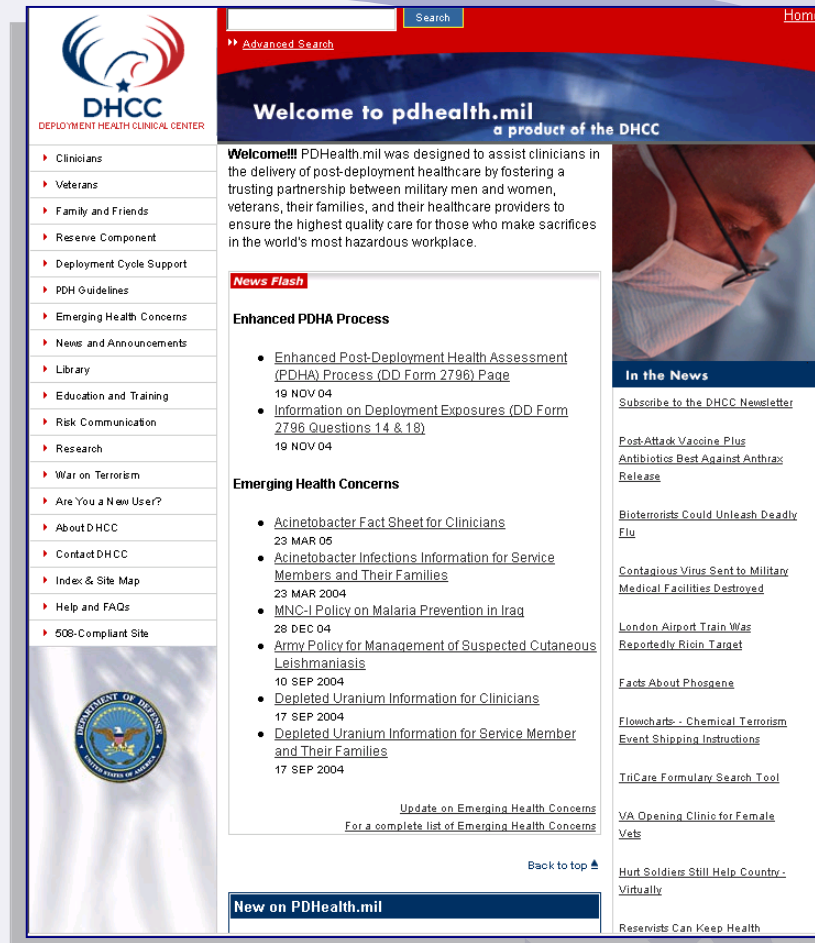 Search
Home
Advanced Search
DHCC
DEPLOYMENT HEALTH CLINICAL CENTER
Welcome to pdhealth.mil
a product of the DHCC
Clinicians
Veterans
Family and Friends
Reserve Component
Deployment Cycle Support
PDH Guidelines
Emerging Health Concerns
News and Announcements
Library
Education and Training
Risk Communication
Research
War on Terrorism
Are You a New User?
About DHCC
Contact DHCC
Index & Site Map
Help and FAQs
508-Compliant Site
DEPARTMENT OF DEFENSE
UNITED STATES OF AMERICA
Welcome!!! PDHealth.mil was designed to assist clinicians in
the delivery of post-deployment healthcare by fostering a
trusting partnership between military men and women,
veterans, their families, and their healthcare providers to
ensure the highest quality care for those who make sacrifices
in the world's most hazardous workplace.
News Flash
Enhanced PDHA Process
Enhanced Post-Deployment Health Assessment
(PDHA) Process (DD Form 2796) Page
19 NOV 04
Information on Deployment Exposures (DD Form
2796 Questions 14 & 18)
19 NOV 04
Emerging Health Concerns
Acinetobacter Fact Sheet for Clinicians
23 MAR 05
Acinetobacter Infections Information for Service
Members and Their Families
23 MAR 2004
MNC-I Policy on Malaria Prevention in Iraq
28 DEC 04
Army Policy for Management of Suspected Cutaneous
Leishmaniasis
10 SEP 2004
Depleted Uranium Information for Clinicians
17 SEP 2004
Depleted Uranium Information for Service Member
and Their Families
17 SEP 2004
Update on Emerging Health Concerns
For a complete list of Emerging Health Concerns
Back to top
New on PDHealth.mil
In the News
Subscribe to the DHCC Newsletter
Post-Attack Vaccine Plus
Antibiotics Best Against Anthrax
Release
Bioterrorists Could Unleash Deadly
Flu
Contagious Virus Sent to Military
Medical Facilities Destroyed
London Airport Train Was
Reportedly Ricin Target
Facts About Phosgene
Flowcharts - Chemical Terrorism
Event Shipping Instructions
TriCare Formulary Search Tool
VA Opening Clinic for Female
Vets
Hurt Soldiers Still Help Country -
Virtually
Reservists Can Keep Health